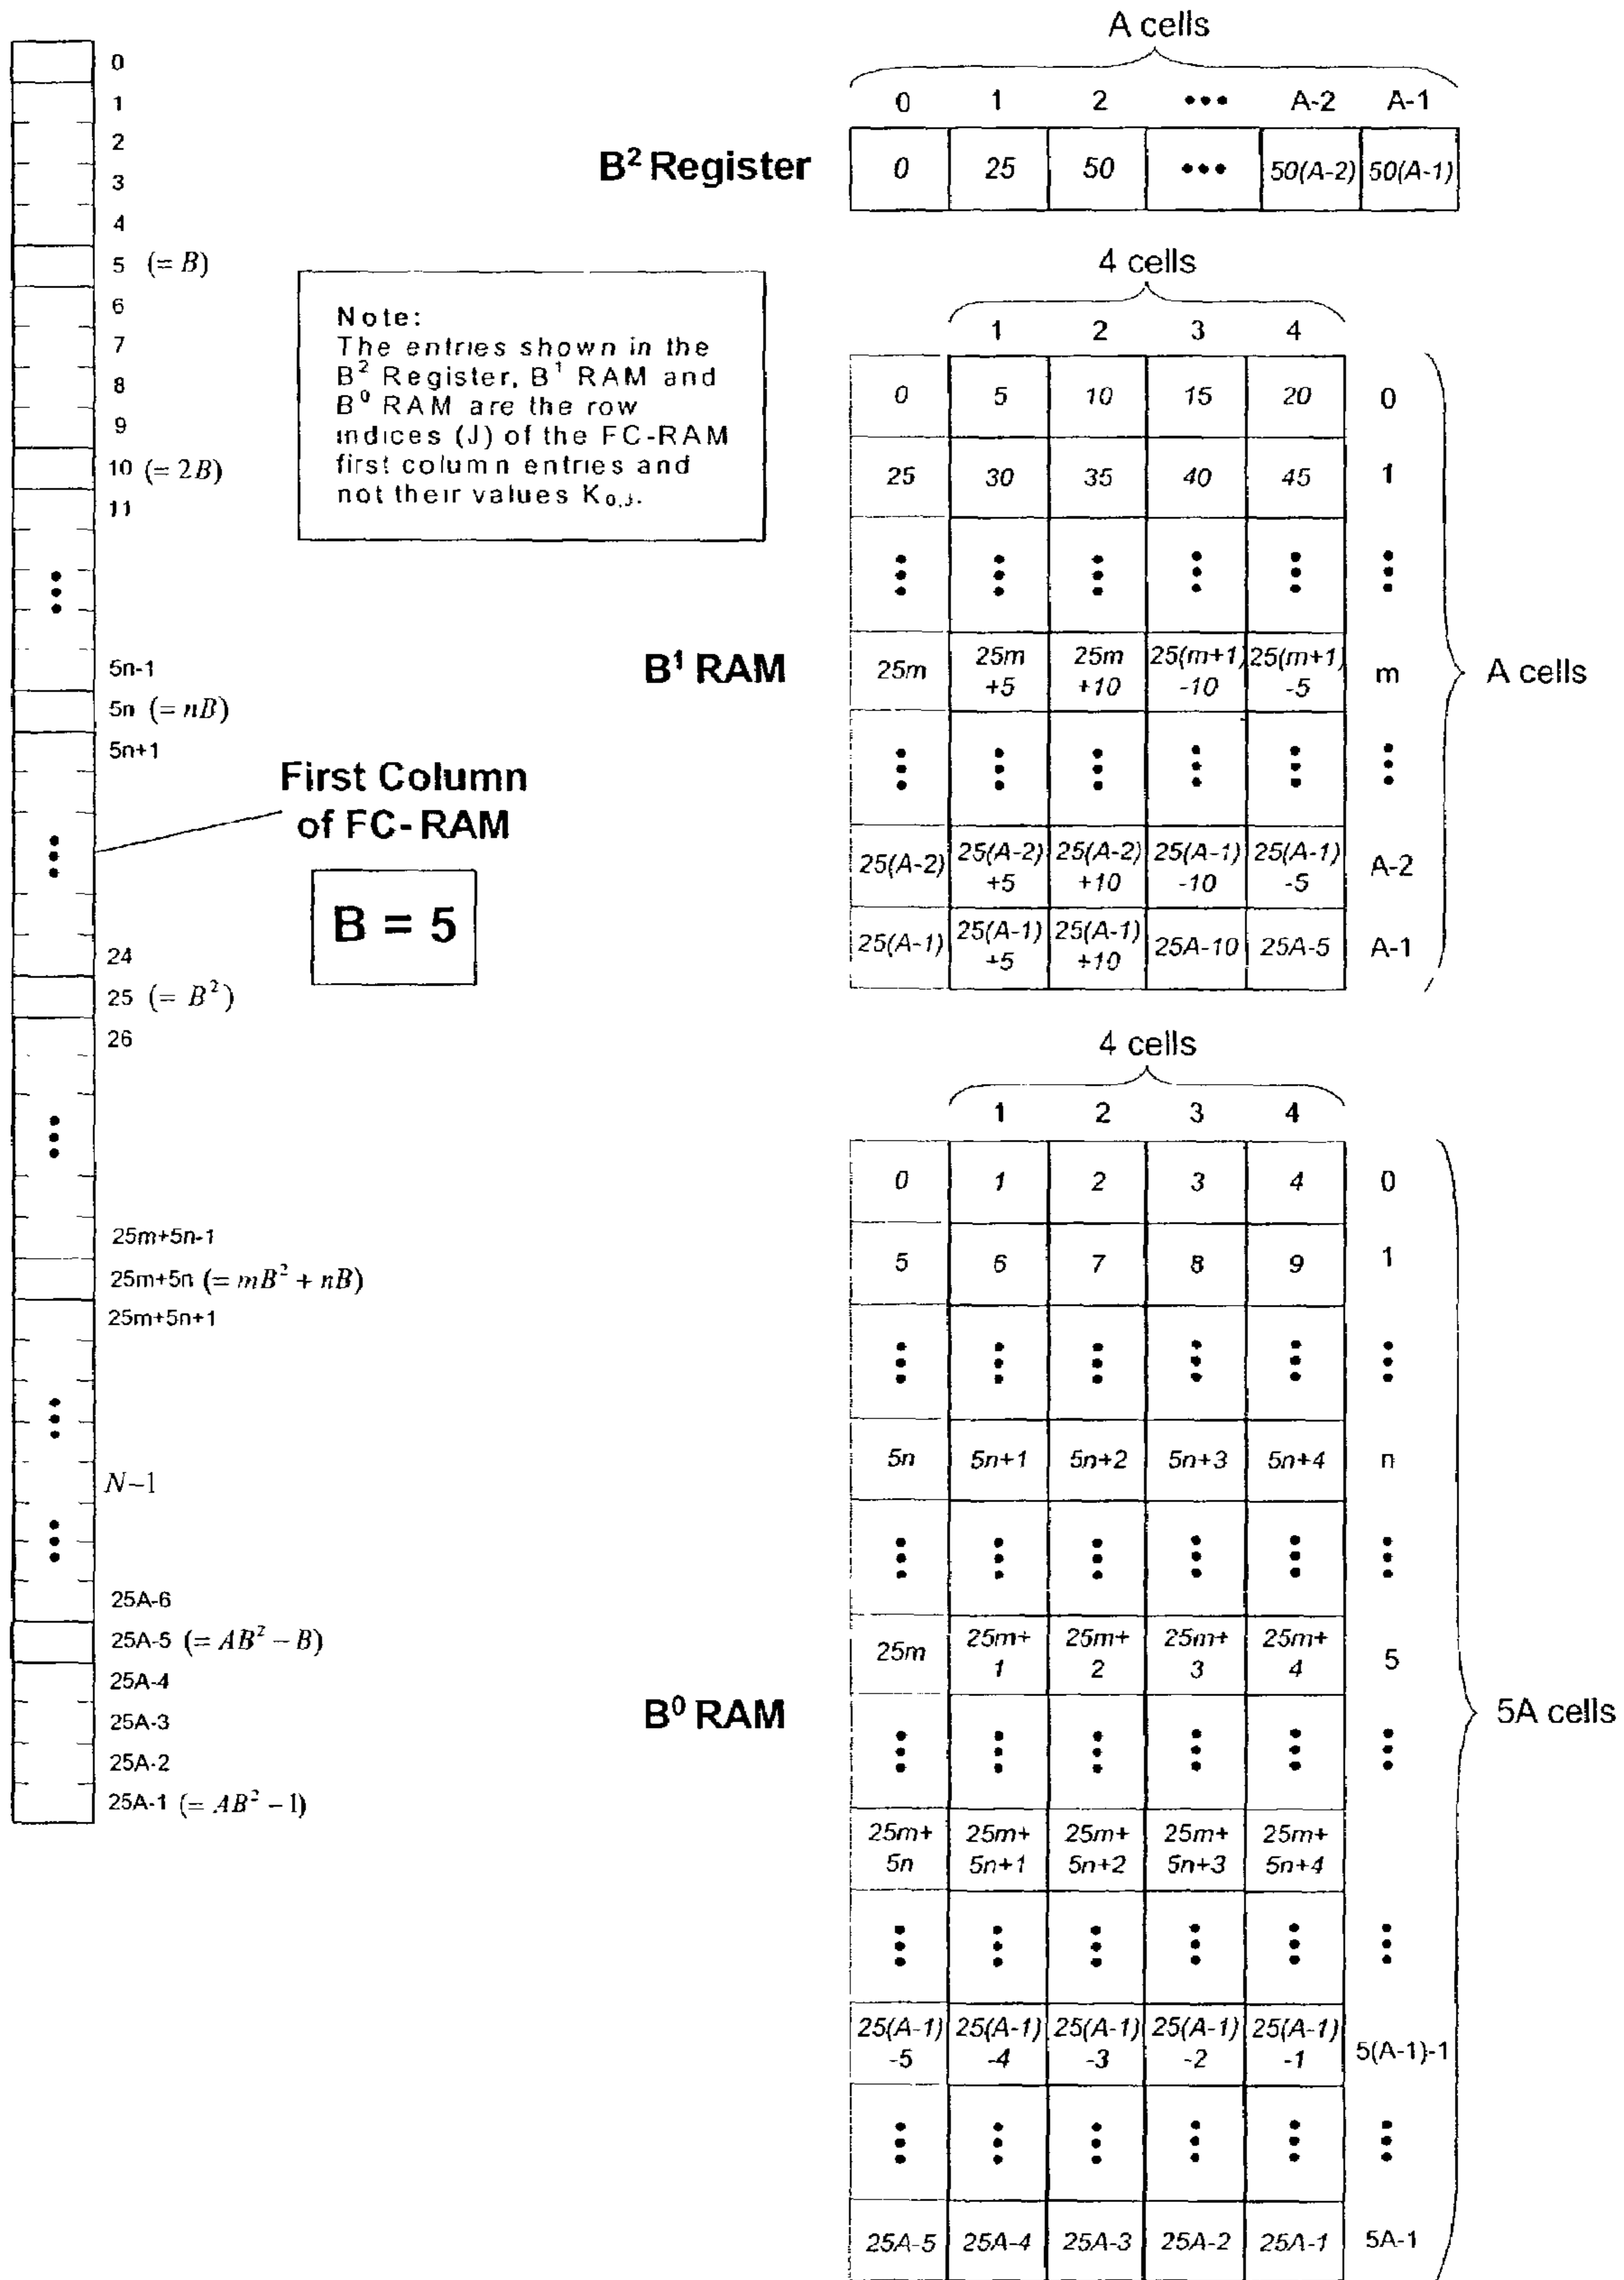 0
1
2
3
4
5 (= B)
6
7
8
9
10 (= 2B)
11
5n-1
5n (= nB)
5n+1
24
25 (= B²)
26
25m+5n-1
25m+5n (= mB² + nB)
25m+5n+1
N-1
25A-6
25A-5 (= AB² - B)
25A-4
25A-3
25A-2
25A-1 (= AB² - 1)
First Column
of FC-RAM
B = 5
Note:
The entries shown in the
B² Register, B¹ RAM and
B⁰ RAM are the row
indices (J) of the FC-RAM
first column entries and
not their values K₀,ⱼ.
A cells
0 1 2 ••• A-2 A-1
B² Register
0 25 50 ••• 50(A-2) 50(A-1)
4 cells
1 2 3 4
0 5 10 15 20 0
25 30 35 40 45 1
B¹ RAM
25m 25m+5 25m+10 25(m+1)-10 25(m+1)-5 m
A cells
25(A-2) 25(A-2)+5 25(A-2)+10 25(A-1)-10 25(A-1)-5 A-2
25(A-1) 25(A-1)+5 25(A-1)+10 25A-10 25A-5 A-1
4 cells
1 2 3 4
0 1 2 3 4 0
5 6 7 8 9 1
5n 5n+1 5n+2 5n+3 5n+4 n
25m 25m+1 25m+2 25m+3 25m+4 5
B⁰ RAM
5A cells
25m+5n 25m+5n+1 25m+5n+2 25m+5n+3 25m+5n+4
25(A-1)-5 25(A-1)-4 25(A-1)-3 25(A-1)-2 25(A-1)-1 5(A-1)-1
25A-5 25A-4 25A-3 25A-2 25A-1 5A-1